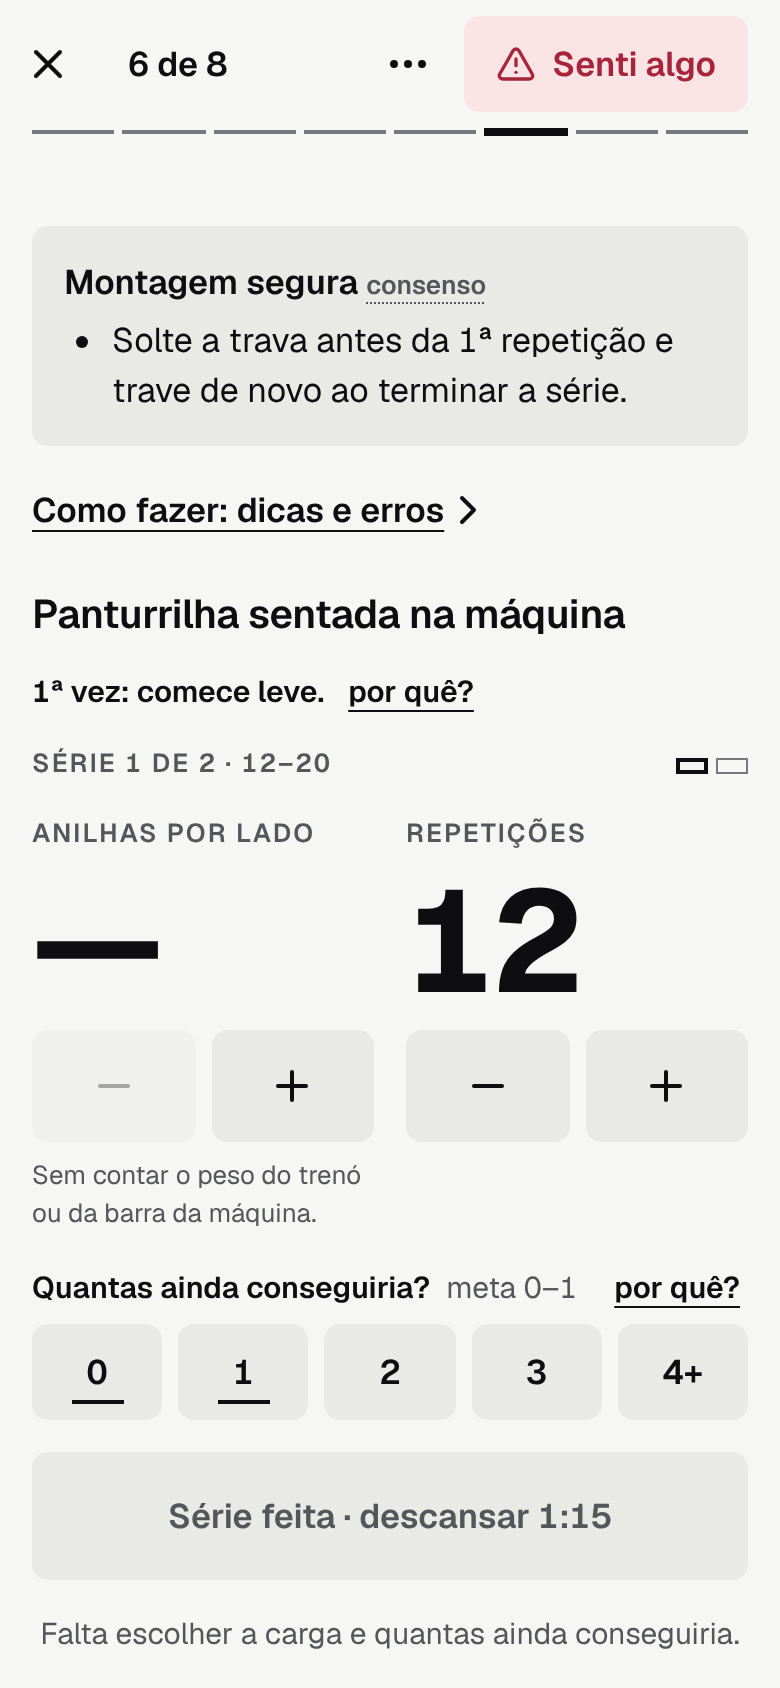 6 de 8
Senti algo
Montagem segura consenso
• Solte a trava antes da 1ª repetição e
trave de novo ao terminar a série.
Como fazer: dicas e erros
Panturrilha sentada na máquina
1ª vez: comece leve. por quê?
SÉRIE 1 DE 2 · 12–20
ANILHAS POR LADO REPETIÇÕES
— 12
− + − +
Sem contar o peso do trenó
ou da barra da máquina.
Quantas ainda conseguiria? meta 0–1 por quê?
0 1 2 3 4+
Série feita · descansar 1:15
Falta escolher a carga e quantas ainda conseguiria.